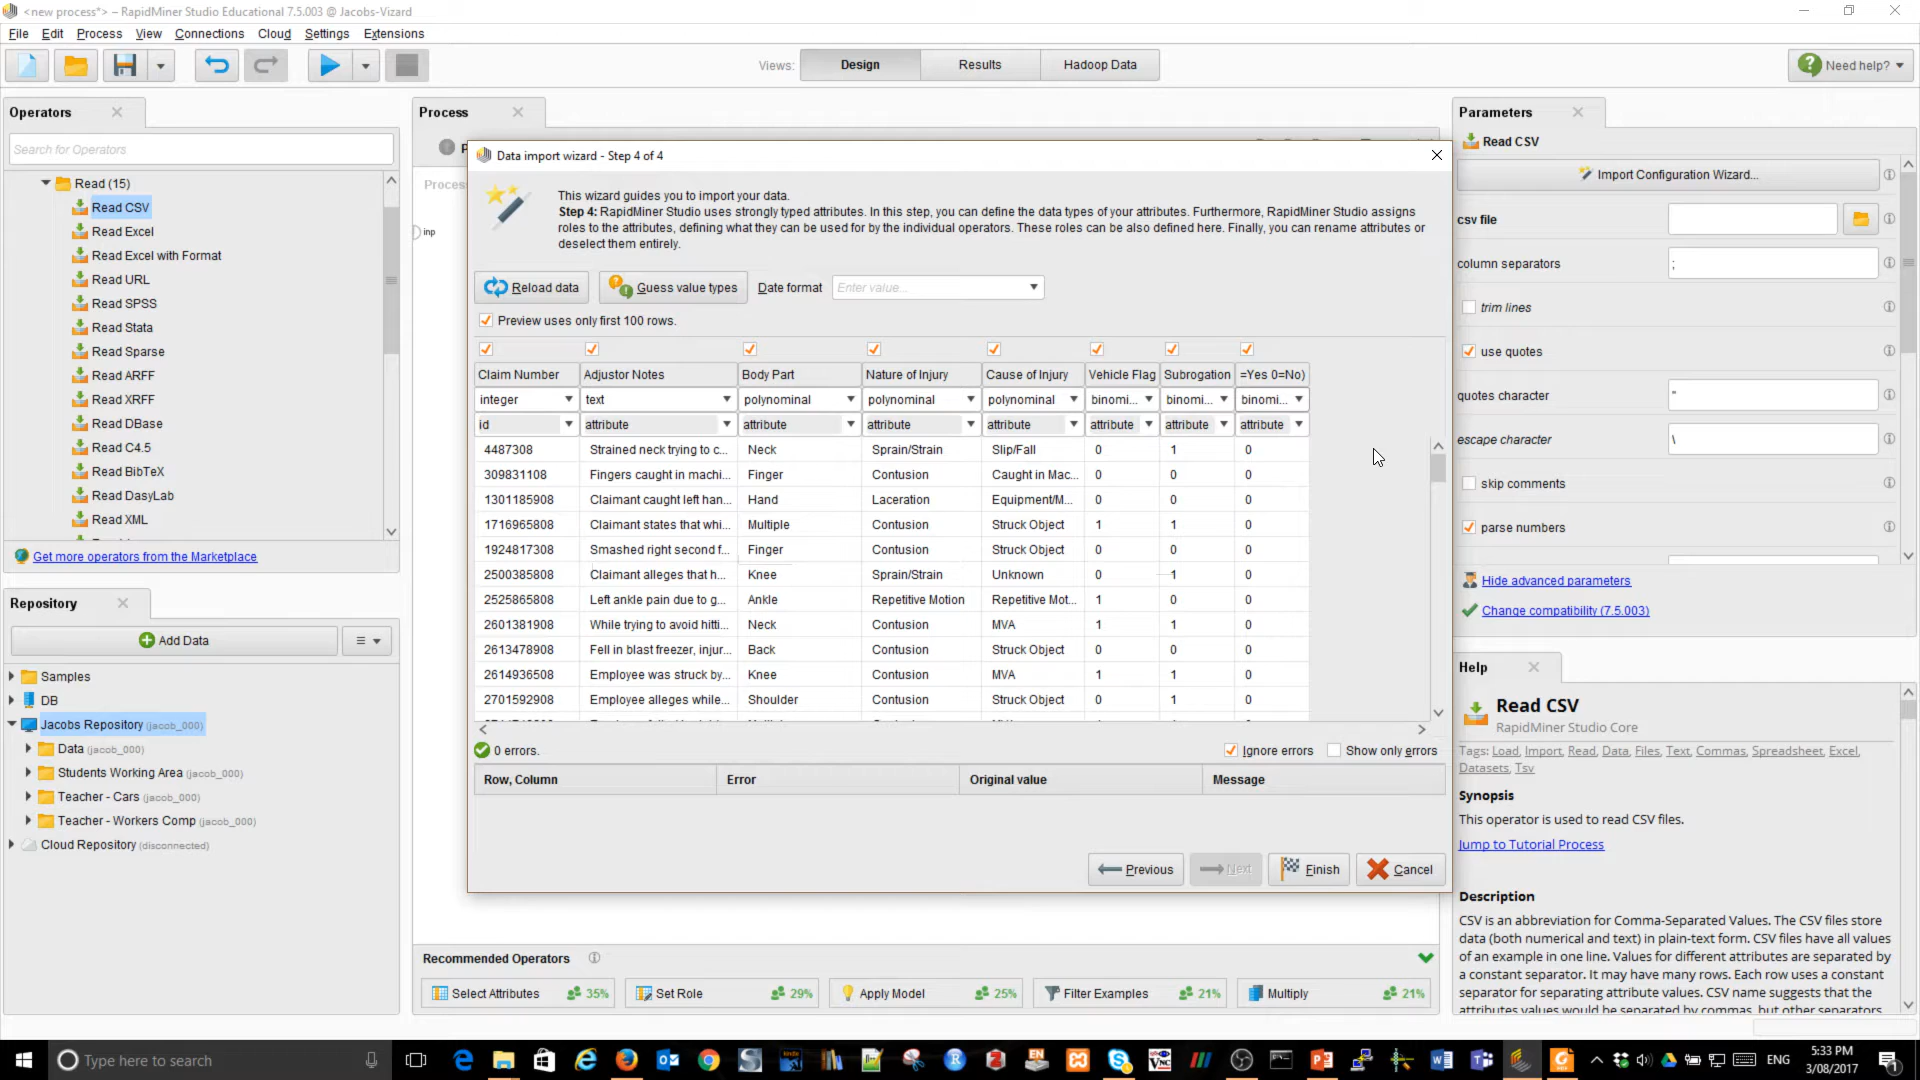 <new process*> – RapidMiner Studio Educational 7.5.003 @ Jacobs-Vizard
File Edit Process View Connections Cloud Settings Extensions
Views: Design Results Hadoop Data Need help?
Operators
Search for Operators
Read (15)
Read CSV
Read Excel
Read Excel with Format
Read URL
Read SPSS
Read Stata
Read Sparse
Read ARFF
Read XRFF
Read DBase
Read C4.5
Read BibTeX
Read DasyLab
Read XML
Get more operators from the Marketplace
Repository
Add Data
Samples
DB
Jacobs Repository (jacob_000)
Data (jacob_000)
Students Working Area (jacob_000)
Teacher - Cars (jacob_000)
Teacher - Workers Comp (jacob_000)
Cloud Repository (disconnected)
Process
P
Process
inp
Data import wizard - Step 4 of 4
This wizard guides you to import your data.
Step 4: RapidMiner Studio uses strongly typed attributes. In this step, you can define the data types of your attributes. Furthermore, RapidMiner Studio assigns
roles to the attributes, defining what they can be used for by the individual operators. These roles can be also defined here. Finally, you can rename attributes or
deselect them entirely.
Reload data Guess value types Date format Enter value...
Preview uses only first 100 rows.
Claim Number Adjustor Notes Body Part Nature of Injury Cause of Injury Vehicle Flag Subrogation =Yes 0=No)
integer text polynominal polynominal polynominal binomi... binomi... binomi...
id attribute attribute attribute attribute attribute attribute attribute
4487308 Strained neck trying to c... Neck Sprain/Strain Slip/Fall 0 1 0
309831108 Fingers caught in machi... Finger Contusion Caught in Mac... 0 0 0
1301185908 Claimant caught left han... Hand Laceration Equipment/M... 0 0 0
1716965808 Claimant states that whi... Multiple Contusion Struck Object 1 1 0
1924817308 Smashed right second f... Finger Contusion Struck Object 0 0 0
2500385808 Claimant alleges that h... Knee Sprain/Strain Unknown 0 1 0
2525865808 Left ankle pain due to g... Ankle Repetitive Motion Repetitive Mot... 1 0 0
2601381908 While trying to avoid hitti... Neck Contusion MVA 1 1 0
2613478908 Fell in blast freezer, injur... Back Contusion Struck Object 0 0 0
2614936508 Employee was struck by... Knee Contusion MVA 1 1 0
2701592908 Employee alleges while... Shoulder Contusion Struck Object 0 1 0
0 errors. Ignore errors Show only errors
Row, Column Error Original value Message
Previous Next Finish Cancel
Recommended Operators
Select Attributes 35% Set Role 29% Apply Model 25% Filter Examples 21% Multiply 21%
Parameters
Read CSV
Import Configuration Wizard...
csv file
column separators ;
trim lines
use quotes
quotes character "
escape character \
skip comments
parse numbers
Hide advanced parameters
Change compatibility (7.5.003)
Help
Read CSV
RapidMiner Studio Core
Tags: Load, Import, Read, Data, Files, Text, Commas, Spreadsheet, Excel,
Datasets, Tsv
Synopsis
This operator is used to read CSV files.
Jump to Tutorial Process
Description
CSV is an abbreviation for Comma-Separated Values. The CSV files store
data (both numerical and text) in plain-text form. CSV files have all values
of an example in one line. Values for different attributes are separated by
a constant separator. It may have many rows. Each row uses a constant
separator for separating attribute values. CSV name suggests that the
attributes values would be separated by commas, but other separators
Type here to search
ENG
5:33 PM
3/08/2017